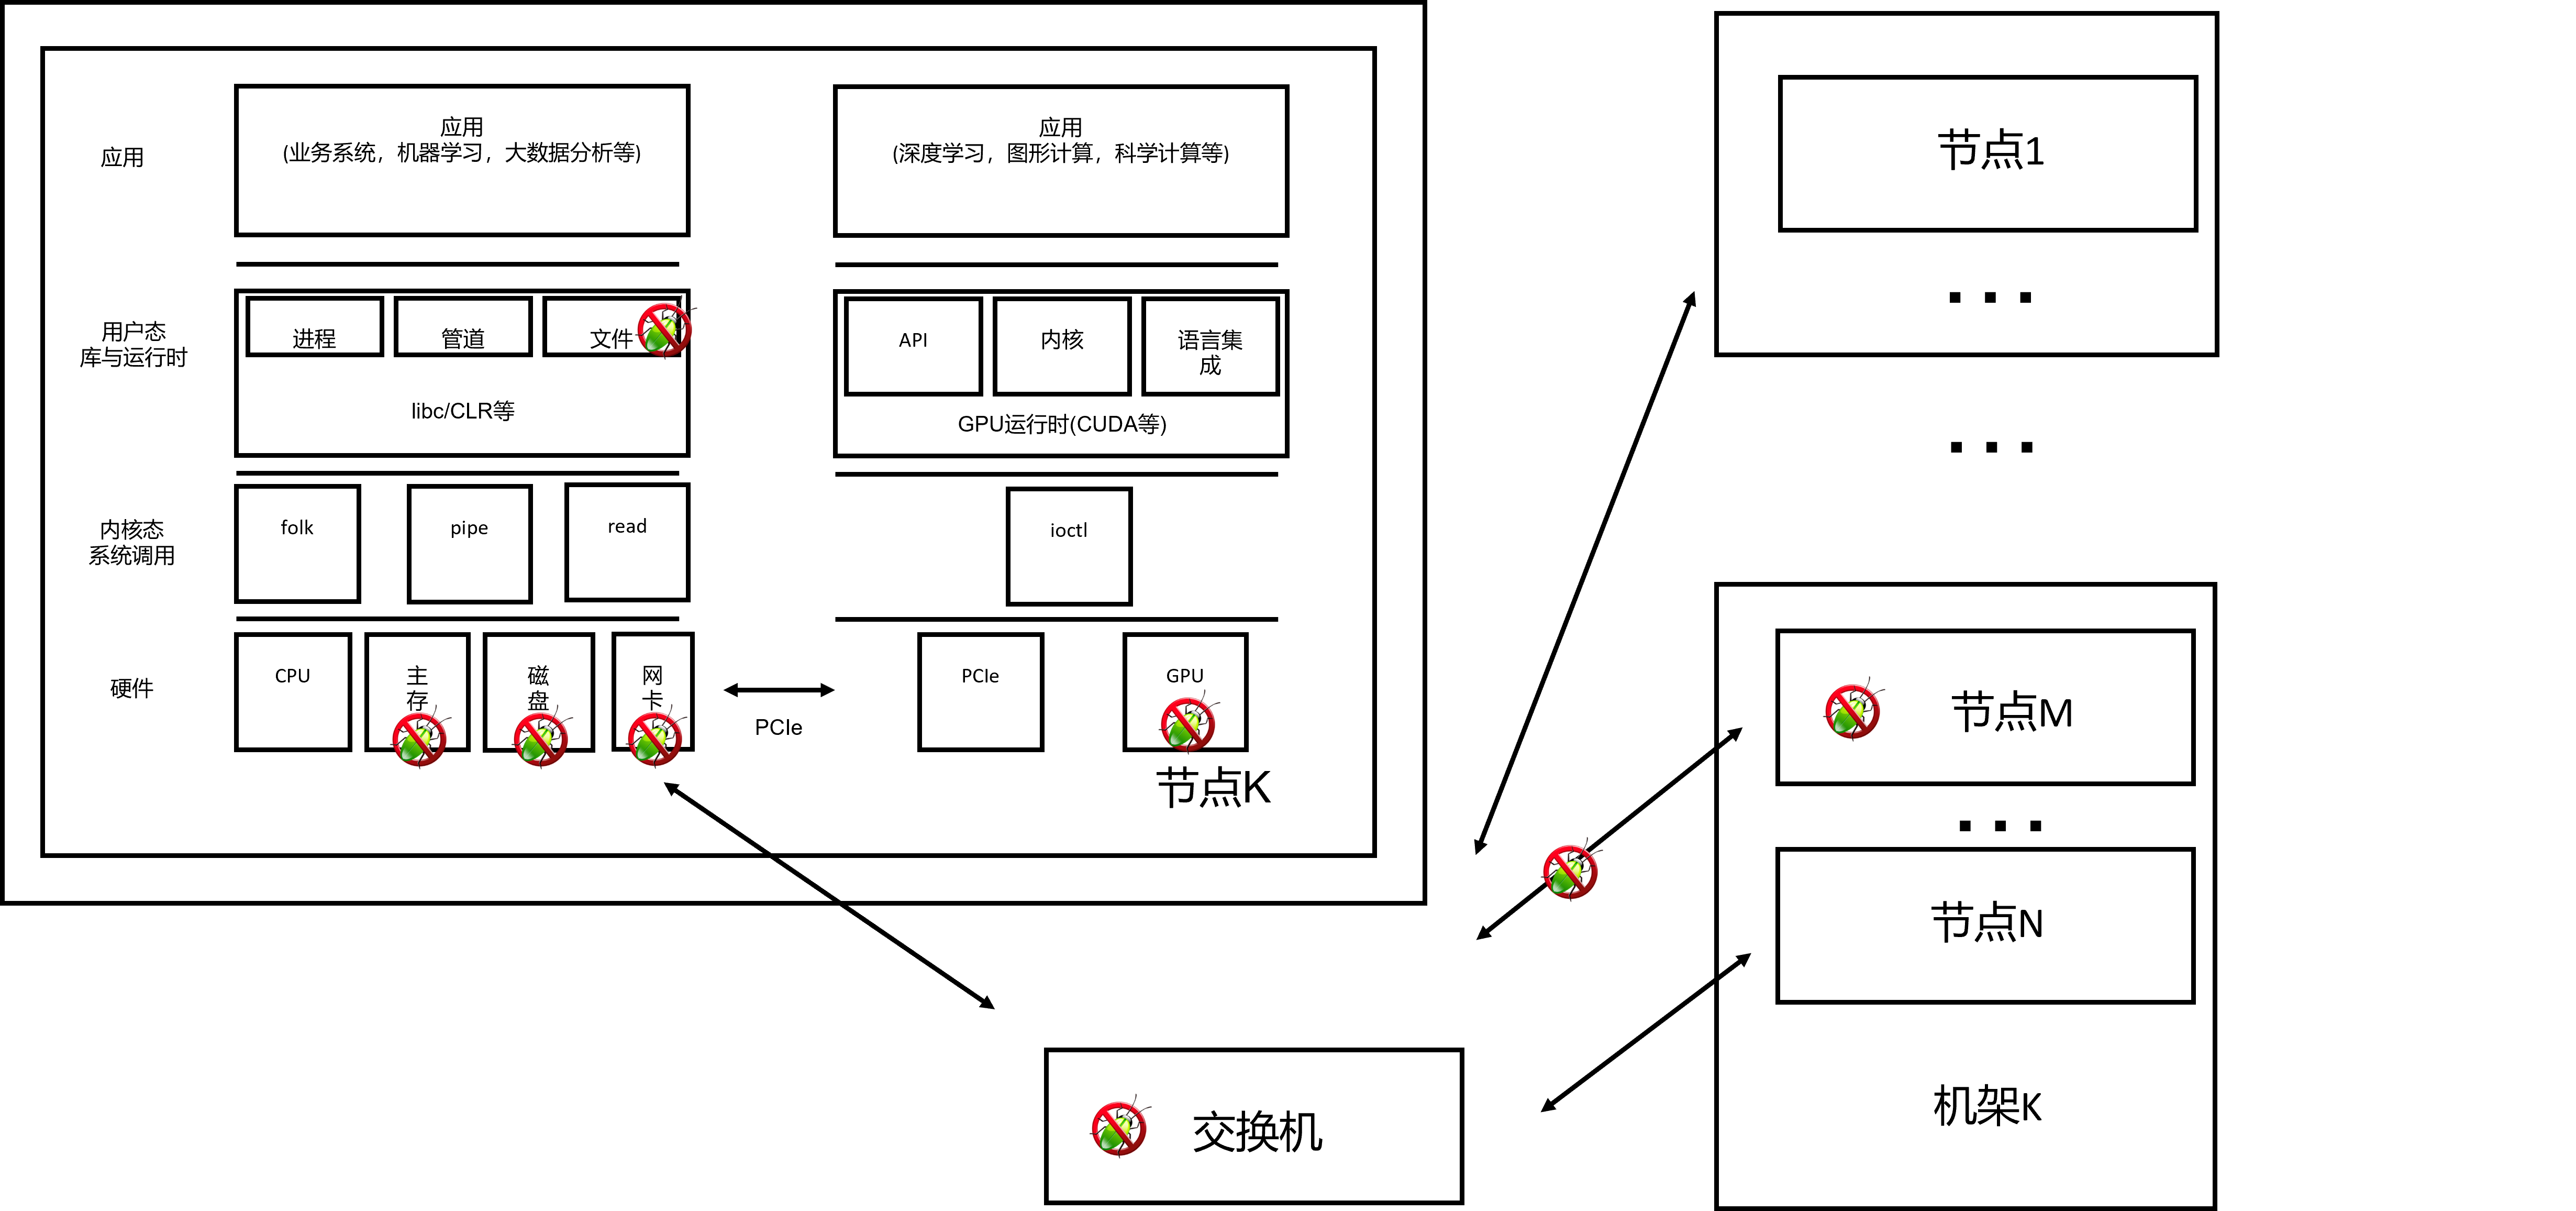 应用
应用
(业务系统，机器学习，大数据分析等)
应用
(深度学习，图形计算，科学计算等)
用户态
库与运行时
进程
管道
文件
libc/CLR等
API
内核
语言集
成
GPU运行时(CUDA等)
内核态
系统调用
folk
pipe
read
ioctl
硬件
CPU
主
存
磁
盘
网
卡
PCIe
PCIe
GPU
节点K
节点1
...
...
节点M
...
节点N
机架K
交换机